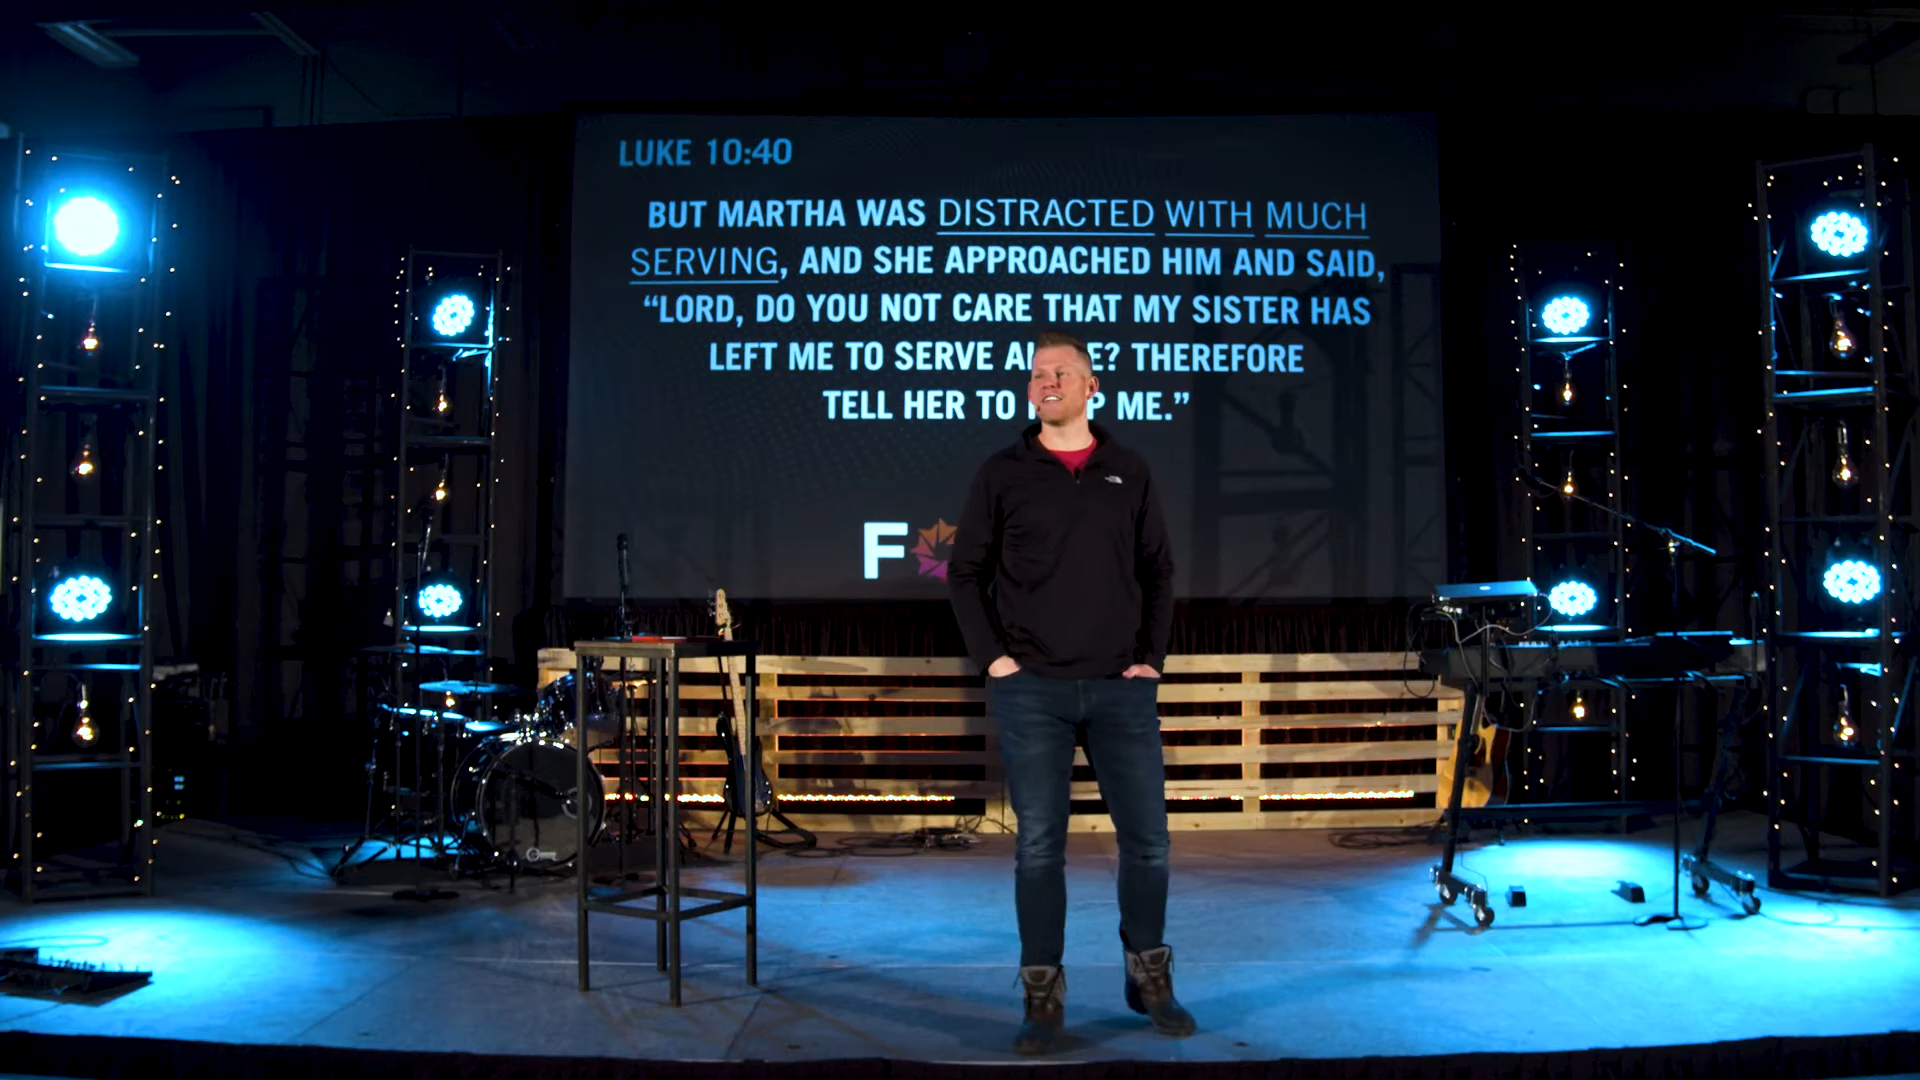 LUKE 10:40
BUT MARTHA WAS DISTRACTED WITH MUCH
SERVING, AND SHE APPROACHED HIM AND SAID,
“LORD, DO YOU NOT CARE THAT MY SISTER HAS
LEFT ME TO SERVE? THEREFORE
TELL HER TO ME.”
F